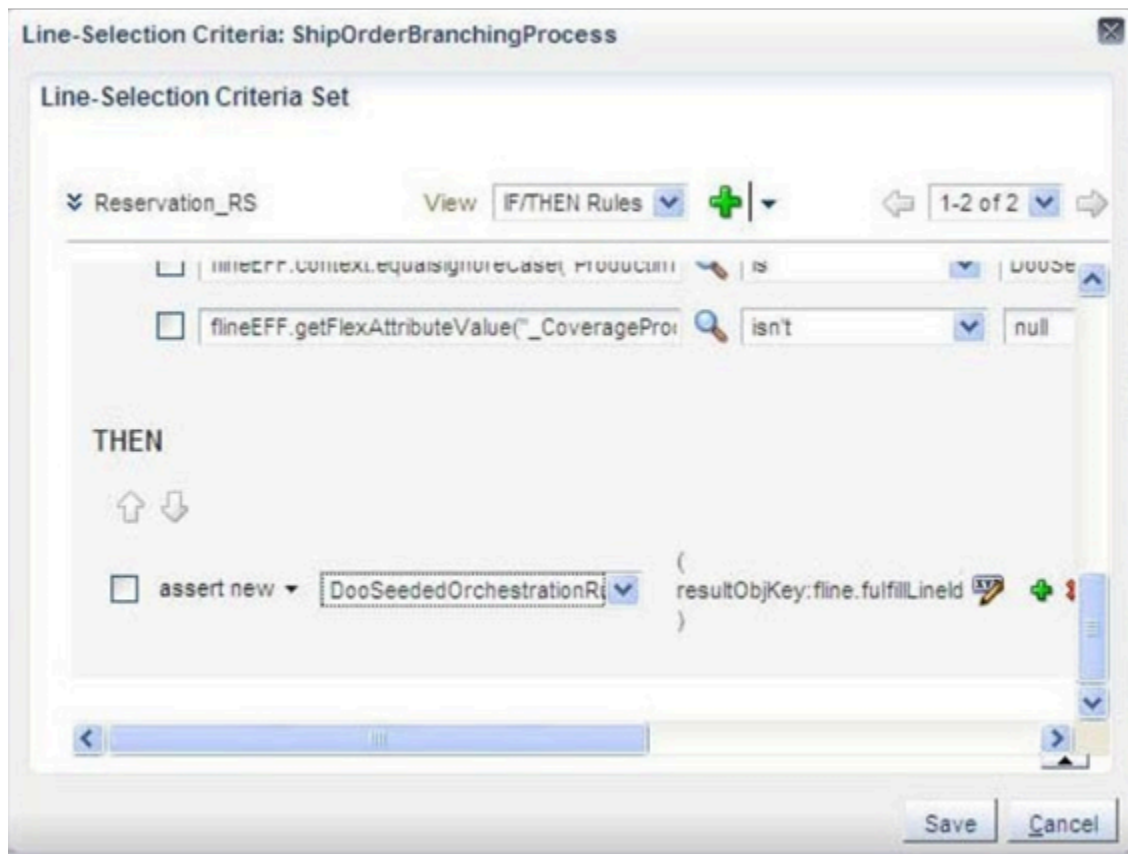 Line-Selection Criteria: ShipOrderBranchingProcess
Line-Selection Criteria Set
Reservation_RS View IF/THEN Rules 1-2 of 2
is
flineEFF.getFlexAttributeValue("_CoveragePro isn't null
THEN
assert new DooSeededOrchestrationR (
resultObjKey:fline.fulfillLineId
)
Save Cancel